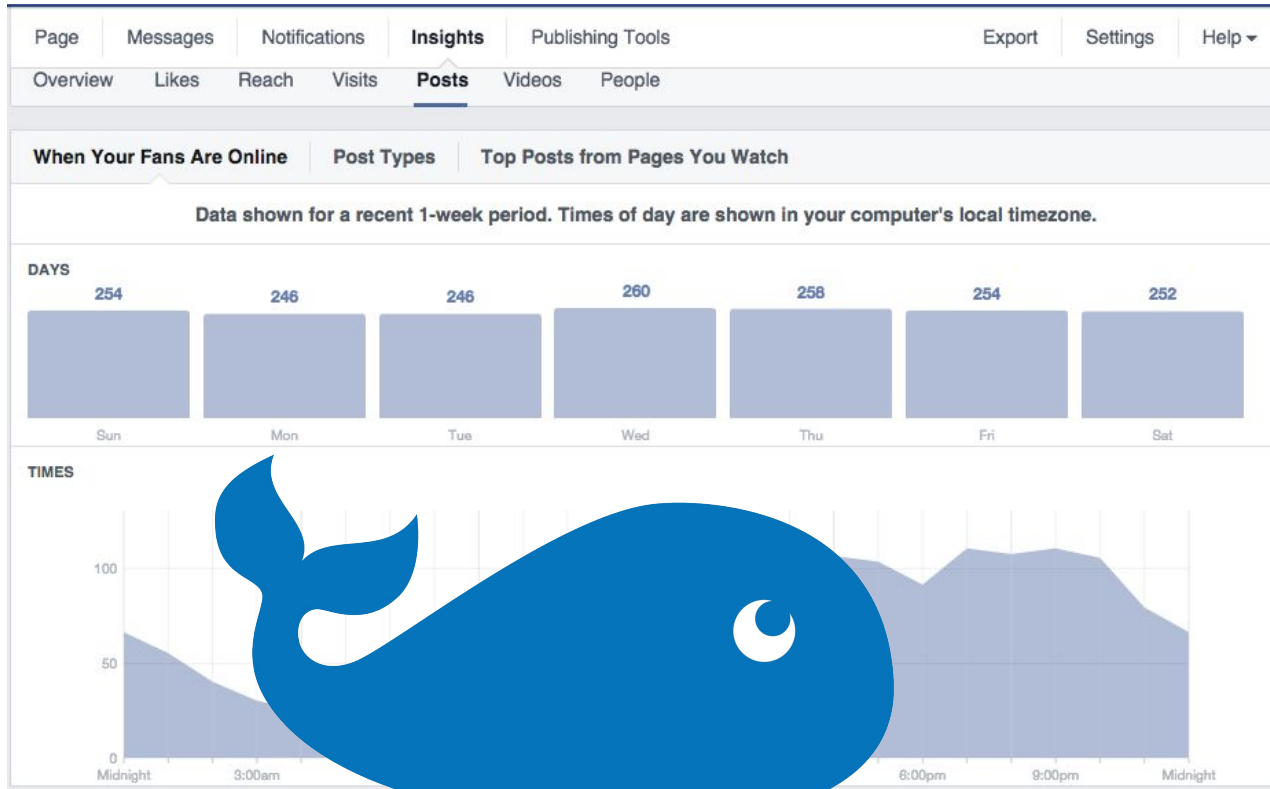 Page Messages Notifications Insights Publishing Tools Export Settings Help
Overview Likes Reach Visits Posts Videos People
When Your Fans Are Online Post Types Top Posts from Pages You Watch
Data shown for a recent 1-week period. Times of day are shown in your computer's local timezone.
DAYS
254 246 246 260 258 254 252
Sun Mon Tue Wed Thu Fri Sat
TIMES
100
50
0
Midnight 3:00am 6:00pm 9:00pm Midnight